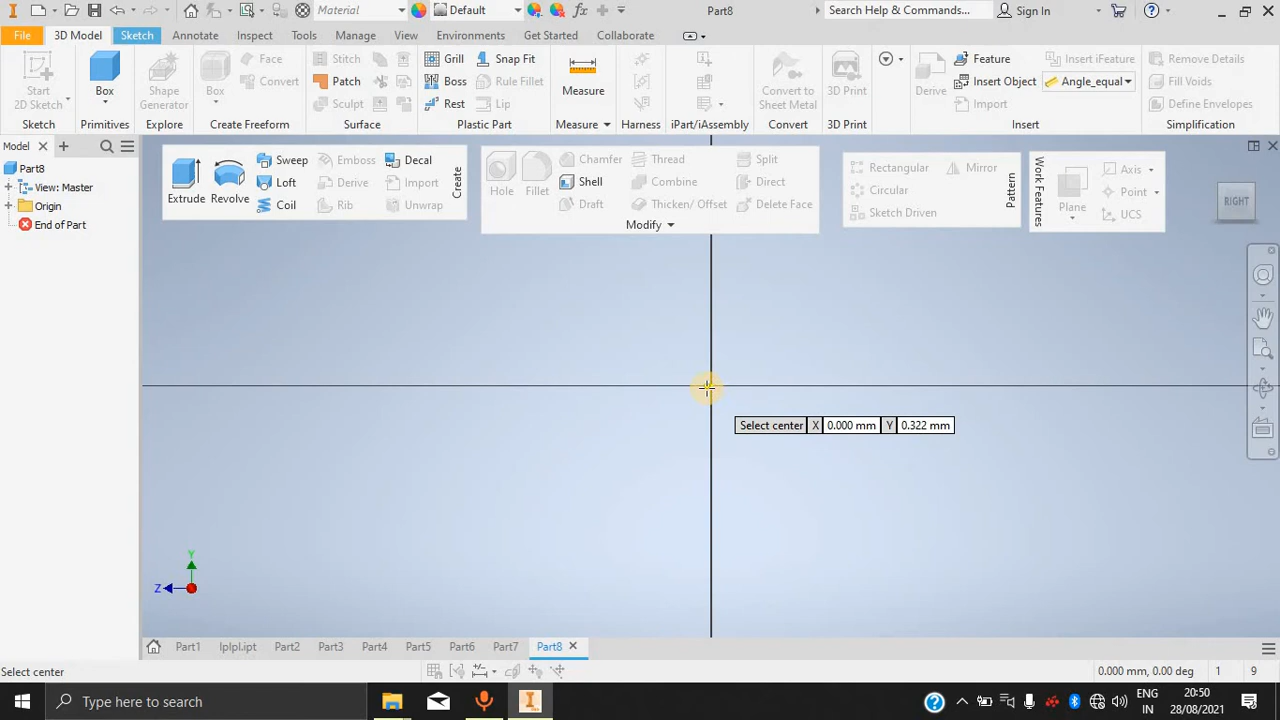 Material
Default
Part8
Search Help & Commands...
Sign In
File
3D Model
Sketch
Annotate
Inspect
Tools
Manage
View
Environments
Get Started
Collaborate
Start
2D Sketch
Sketch
Box
Primitives
Shape
Generator
Explore
Box
Face
Convert
Create Freeform
Stitch
Patch
Sculpt
Surface
Grill
Boss
Rest
Snap Fit
Rule Fillet
Lip
Plastic Part
Measure
Measure
Harness
iPart/iAssembly
Convert to
Sheet Metal
Convert
3D Print
3D Print
Derive
Feature
Insert Object
Import
Insert iFeature
Angle_equal
Insert
Remove Details
Fill Voids
Define Envelopes
Simplification
Model
Part8
View: Master
Origin
End of Part
Extrude
Revolve
Sweep
Loft
Coil
Emboss
Derive
Rib
Decal
Import
Unwrap
Create
Hole
Fillet
Chamfer
Shell
Draft
Thread
Combine
Thicken/ Offset
Split
Direct
Delete Face
Modify
Rectangular
Circular
Sketch Driven
Mirror
Pattern
Work Features
Plane
Axis
Point
UCS
RIGHT
Select center X 0.000 mm Y 0.322 mm
Y
Z
Part1
lplpl.ipt
Part2
Part3
Part4
Part5
Part6
Part7
Part8
Select center
0.000 mm, 0.00 deg
1
9
Type here to search
ENG
IN
20:50
28/08/2021